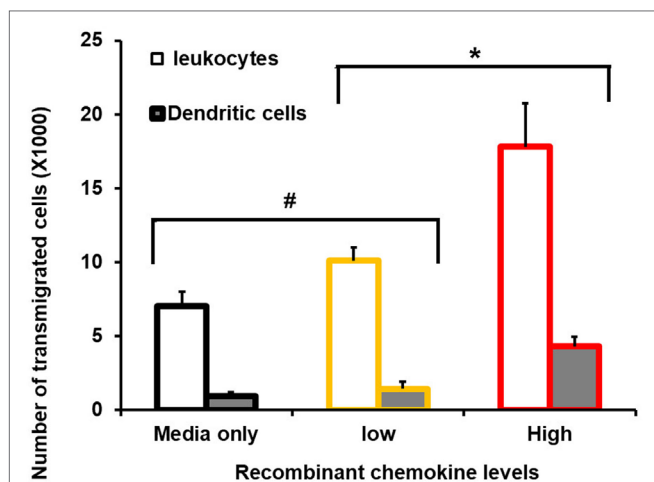 Number of transmigrated cells (X1000)
25
20
15
10
5
0
leukocytes
Dendritic cells
*
#
Media only low High
Recombinant chemokine levels